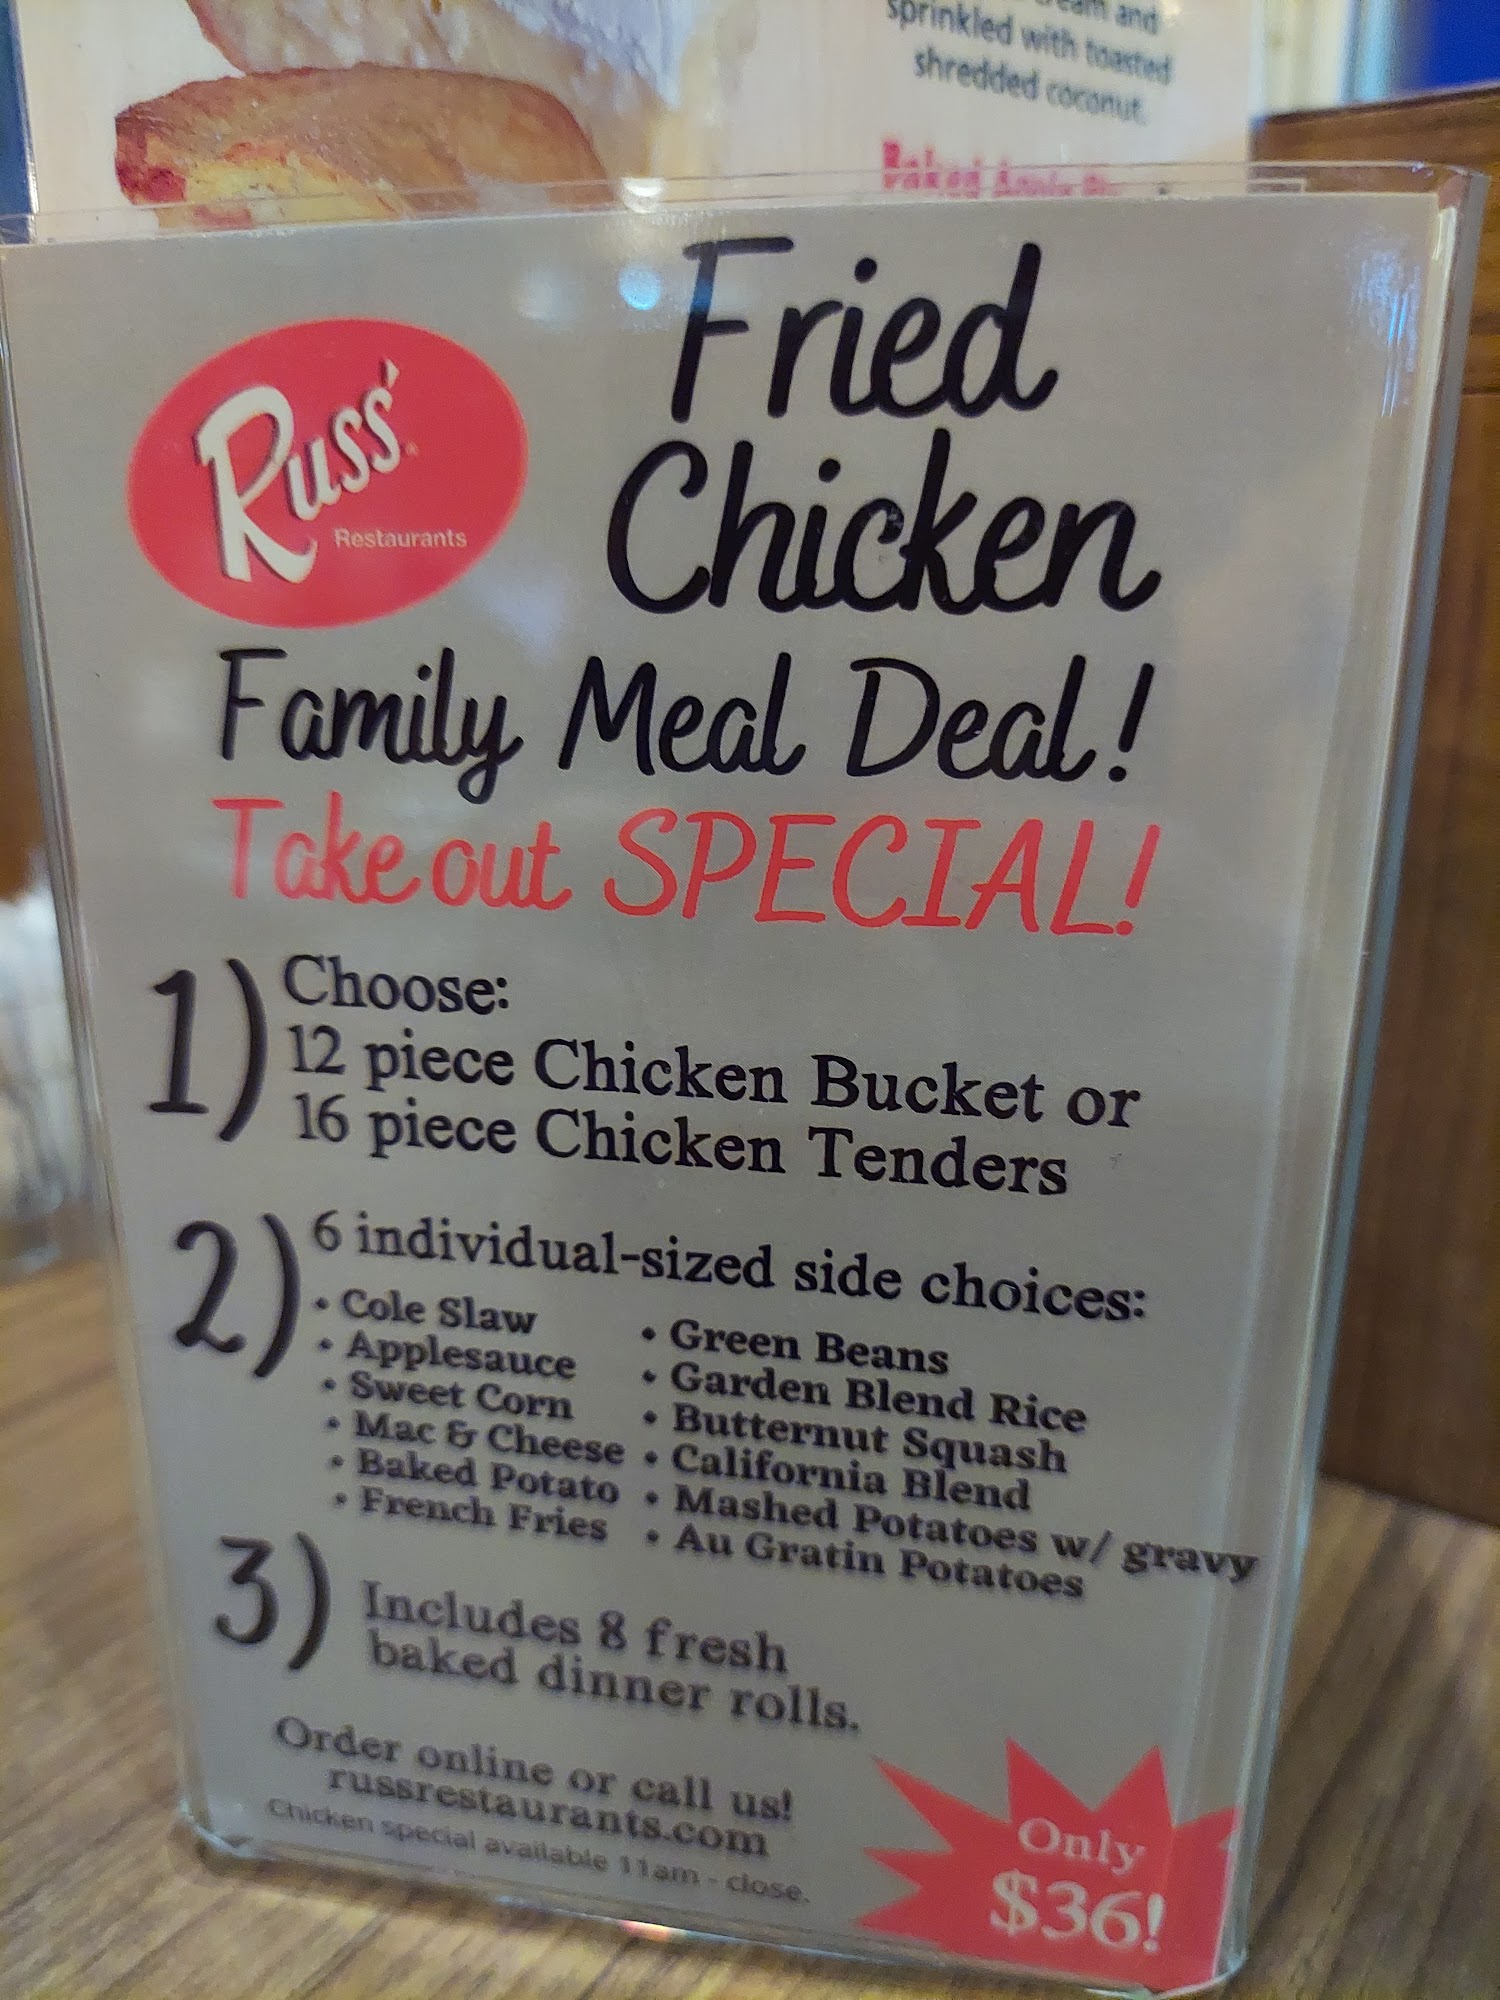 sprinkled with toasted
shredded coconut.
Russ'
Restaurants
Fried
Chicken
Family Meal Deal!
Take out SPECIAL!
1) Choose:
12 piece Chicken Bucket or
16 piece Chicken Tenders
2) 6 individual-sized side choices:
• Cole Slaw
• Applesauce
• Sweet Corn
• Mac & Cheese
• Baked Potato
• French Fries
• Green Beans
• Garden Blend Rice
• Butternut Squash
• California Blend
• Mashed Potatoes w/ gravy
• Au Gratin Potatoes
3) Includes 8 fresh
baked dinner rolls.
Order online or call us!
russrestaurants.com
Chicken special available 11am - close.
Only
$36!